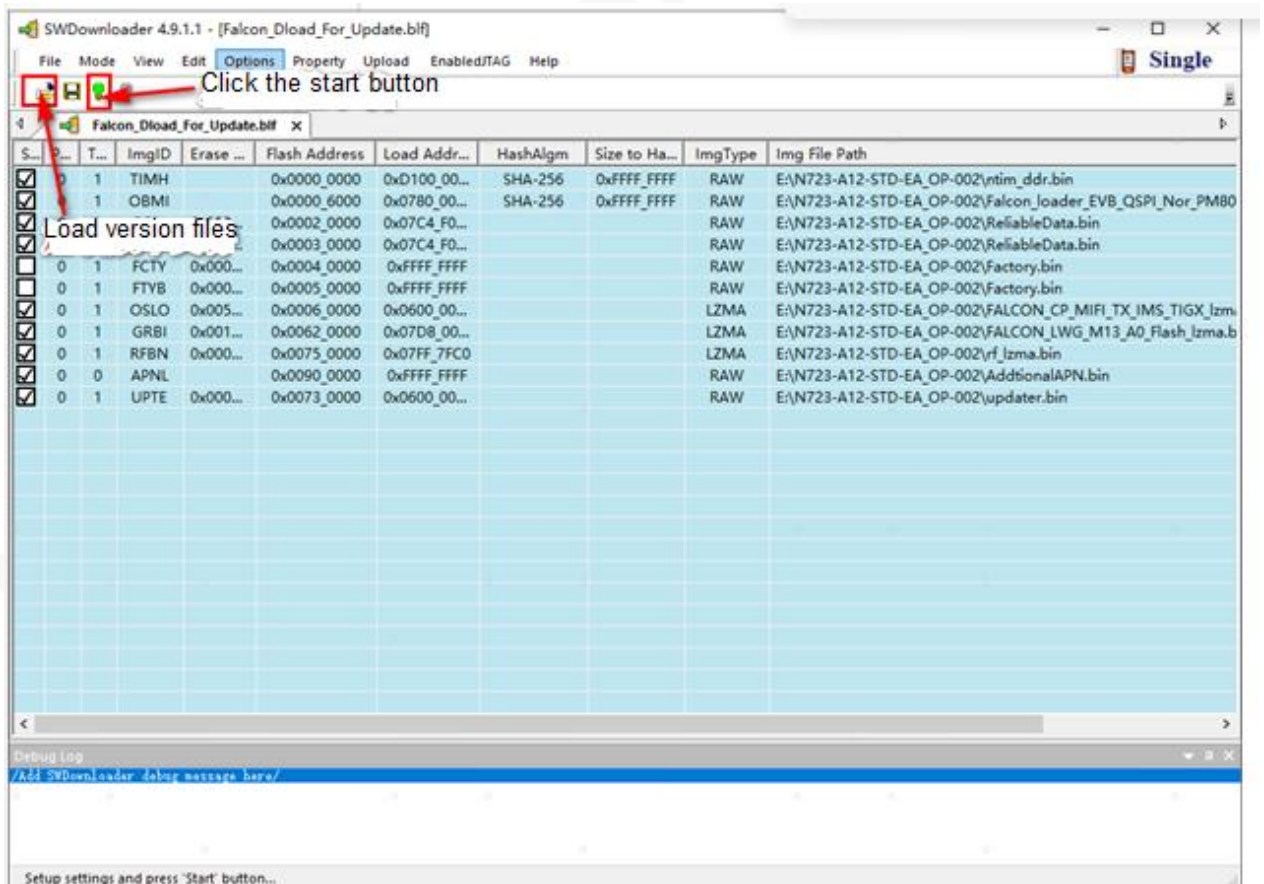 SWDownloader 4.9.1.1 - [Falcon_Dload_For_Update.blf]
File Mode View Edit Options Property Upload EnabledJTAG Help Single
Click the start button
Falcon_Dload_For_Update.blf X
S... P... T... ImgID Erase ... Flash Address Load Addr... HashAlgm Size to Ha... ImgType Img File Path
0 1 TIMH 0x0000_0000 0xD100_00... SHA-256 0xFFFF_FFFF RAW E:\N723-A12-STD-EA_OP-002\ntim_ddr.bin
1 OBMI 0x0000_6000 0x0780_00... SHA-256 0xFFFF_FFFF RAW E:\N723-A12-STD-EA_OP-002\Falcon_loader_EVB_QSPI_Nor_PM80
0x0002_0000 0x07C4_F0... RAW E:\N723-A12-STD-EA_OP-002\ReliableData.bin
Load version files
0x0003_0000 0x07C4_F0... RAW E:\N723-A12-STD-EA_OP-002\ReliableData.bin
0 1 FCTY 0x000... 0x0004_0000 0xFFFF_FFFF RAW E:\N723-A12-STD-EA_OP-002\Factory.bin
0 1 FTYB 0x000... 0x0005_0000 0xFFFF_FFFF RAW E:\N723-A12-STD-EA_OP-002\Factory.bin
0 1 OSLO 0x005... 0x0006_0000 0x0600_00... LZMA E:\N723-A12-STD-EA_OP-002\FALCON_CP_MIFI_TX_IMS_TIGX_lzm
0 1 GRBI 0x001... 0x0062_0000 0x07D8_00... LZMA E:\N723-A12-STD-EA_OP-002\FALCON_LWG_M13_A0_Flash_lzma.b
0 1 RFBN 0x000... 0x0075_0000 0x07FF_7FC0 LZMA E:\N723-A12-STD-EA_OP-002\rf_lzma.bin
0 0 APNL 0x0090_0000 0xFFFF_FFFF RAW E:\N723-A12-STD-EA_OP-002\AddtionalAPN.bin
0 1 UPTE 0x000... 0x0073_0000 0x0600_00... RAW E:\N723-A12-STD-EA_OP-002\updater.bin
Debug Log
/Add SWDownloader debug message here/
Setup settings and press 'Start' button...